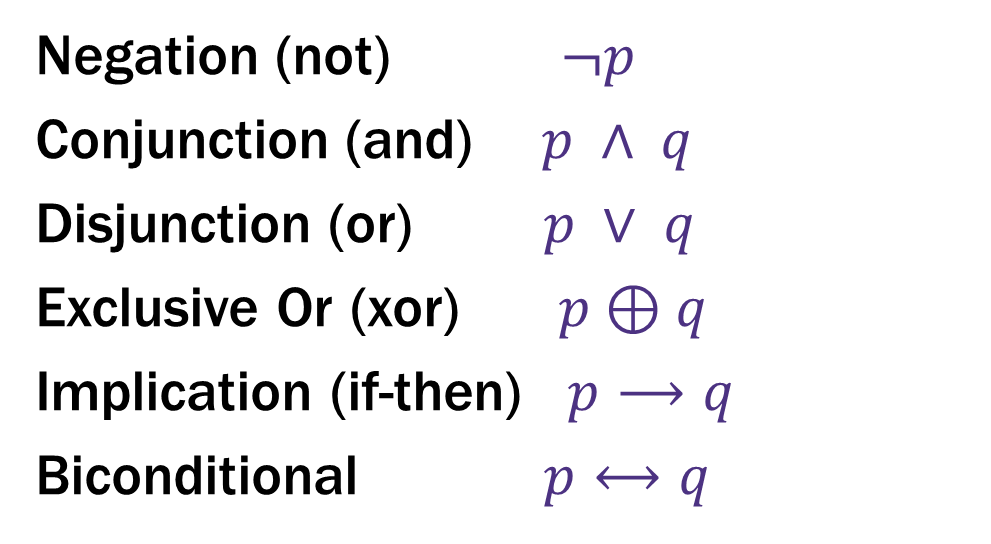 Negation (not) ¬p
Conjunction (and) p ∧ q
Disjunction (or) p ∨ q
Exclusive Or (xor) p ⊕ q
Implication (if-then) p ⟶ q
Biconditional p ⟷ q